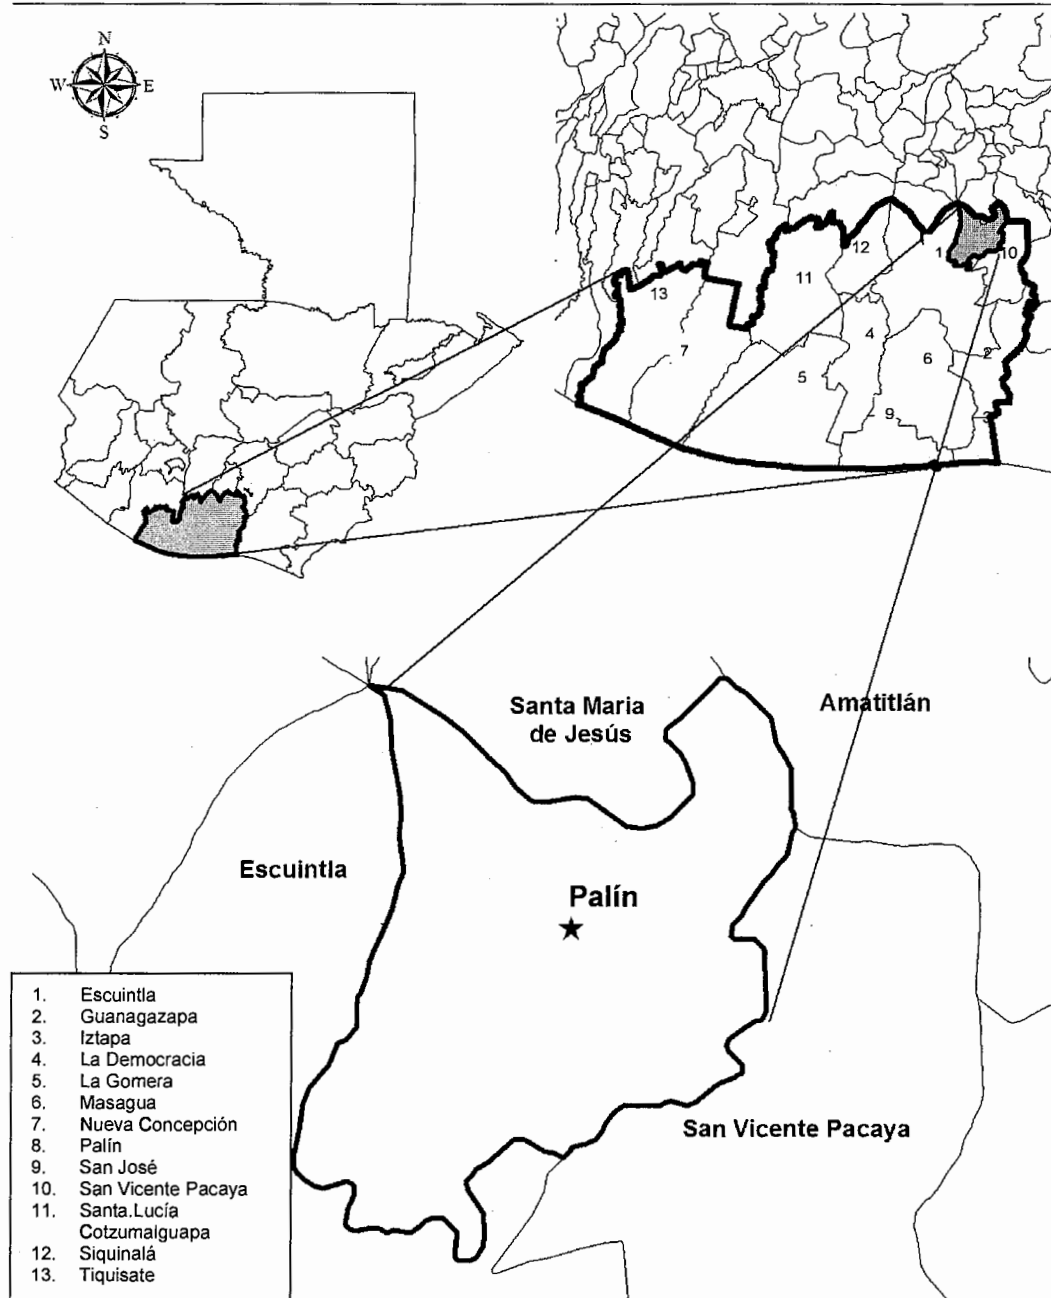 N
W E
S
12
1
10
11
13
4
2
7
6
5
9
3
Santa Maria
de Jesús
Amatitlán
Escuintla
Palín
San Vicente Pacaya
1. Escuintla
2. Guanagazapa
3. Iztapa
4. La Democracia
5. La Gomera
6. Masagua
7. Nueva Concepción
8. Palín
9. San José
10. San Vicente Pacaya
11. Santa.Lucía
Cotzumalguapa
12. Siquinalá
13. Tiquisate